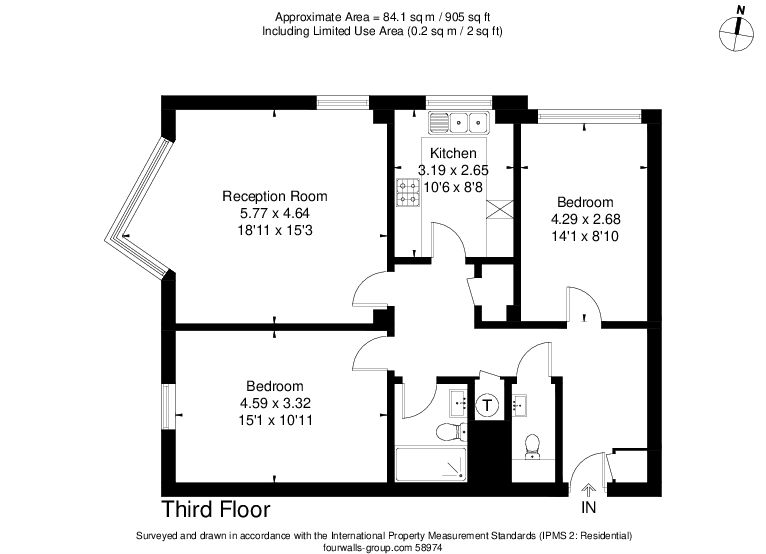 Approximate Area = 84.1 sq m / 905 sq ft
Including Limited Use Area (0.2 sq m / 2 sq ft)
N
Kitchen
3.19 x 2.65
10'6 x 8'8
Reception Room
5.77 x 4.64
18'11 x 15'3
Bedroom
4.29 x 2.68
14'1 x 8'10
Bedroom
4.59 x 3.32
15'1 x 10'11
T
Third Floor
IN
Surveyed and drawn in accordance with the International Property Measurement Standards (IPMS 2: Residential)
fourwalls-group.com 58974